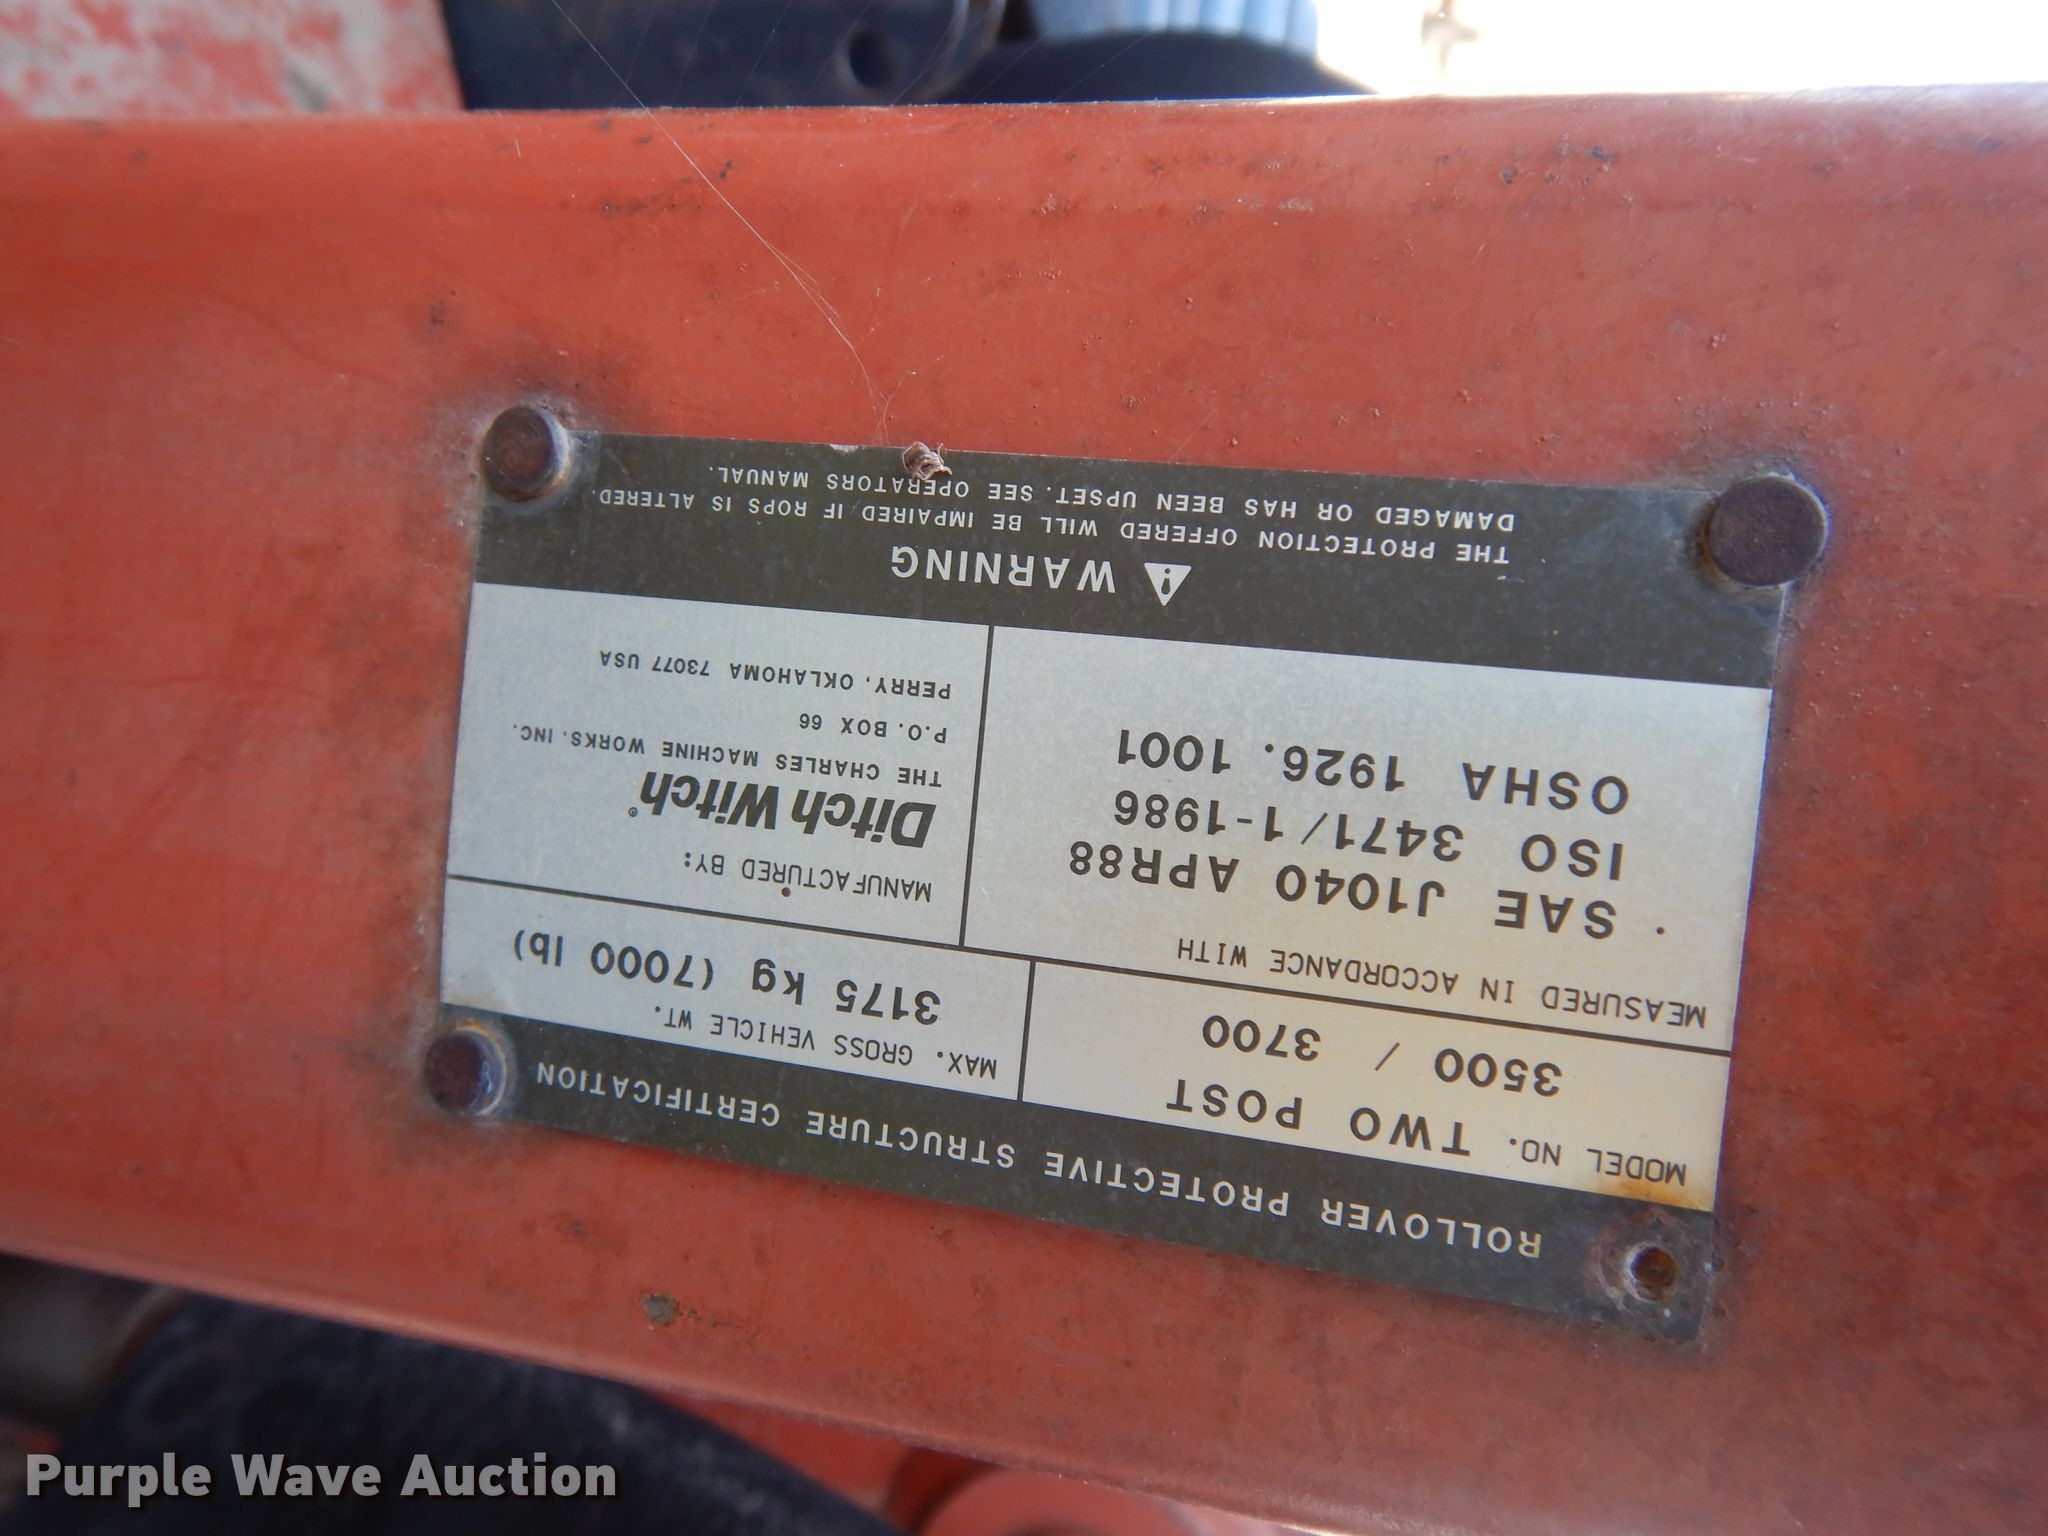 ROLLOVER PROTECTIVE STRUCTURE CERTIFICATION
MODEL NO. TWO POST
3500 / 3700
MAX. GROSS VEHICLE WT.
3175 kg (7000 lb)
MEASURED IN ACCORDANCE WITH
SAE J1040 APR88
ISO 3471/1-1986
OSHA 1926.1001
MANUFACTURED BY:
Ditch Witch®
THE CHARLES MACHINE WORKS, INC.
P.O. BOX 66
PERRY, OKLAHOMA 73077 USA
WARNING
THE PROTECTION OFFERED WILL BE IMPAIRED IF ROPS IS ALTERED.
DAMAGED OR HAS BEEN UPSET. SEE OPERATORS MANUAL.
Purple Wave Auction